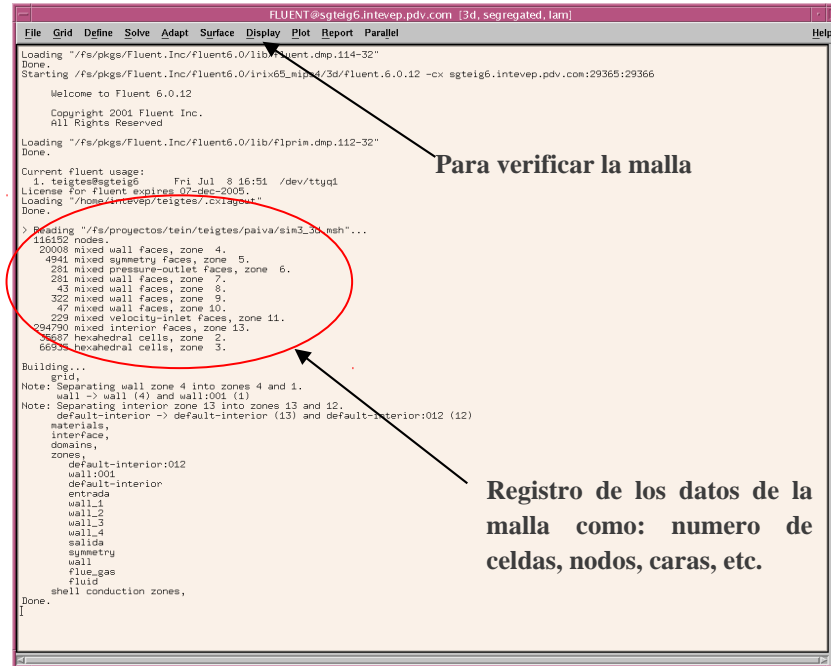 FLUENT@sgteig6.intevep.pdv.com [3d, segregated, lam]
File Grid Define Solve Adapt Surface Display Plot Report Parallel Help
Loading "/fs/pkgs/Fluent.Inc/fluent6.0/lib/fluent.dmp.114-32"
Done.
Starting /fs/pkgs/Fluent.Inc/fluent6.0/irix65_mips4/3d/fluent.6.0.12 -cx sgteig6.intevep.pdv.com:29365:29366
Welcome to Fluent 6.0.12
Copyright 2001 Fluent Inc.
All Rights Reserved
Loading "/fs/pkgs/Fluent.Inc/fluent6.0/lib/flprim.dmp.112-32"
Done.
Para verificar la malla
Current fluent usage:
1. teigtes@sgteig6 Fri Jul 8 16:51 /dev/ttyq1
License for fluent expires 07-dec-2005.
Loading "/home/intevep/teigtes/.cxlayout"
Done.
> Reading "/fs/proyectos/tein/teigtes/paiva/sim3_3d.msh"...
116152 nodes.
20008 mixed wall faces, zone 4.
4941 mixed symmetry faces, zone 5.
281 mixed pressure-outlet faces, zone 6.
281 mixed wall faces, zone 7.
43 mixed wall faces, zone 8.
322 mixed wall faces, zone 9.
47 mixed wall faces, zone 10.
229 mixed velocity-inlet faces, zone 11.
294790 mixed interior faces, zone 13.
35687 hexahedral cells, zone 2.
66935 hexahedral cells, zone 3.
Building...
grid,
Note: Separating wall zone 4 into zones 4 and 1.
wall -> wall (4) and wall:001 (1)
Note: Separating interior zone 13 into zones 13 and 12.
default-interior -> default-interior (13) and default-interior:012 (12)
materials,
interface,
domains,
zones,
default-interior:012
wall:001
default-interior
entrada
wall_1
wall_2
wall_3
wall_4
salida
symmetry
wall
flue_gas
fluid
shell conduction zones,
Done.
Registro de los datos de la
malla como: numero de
celdas, nodos, caras, etc.